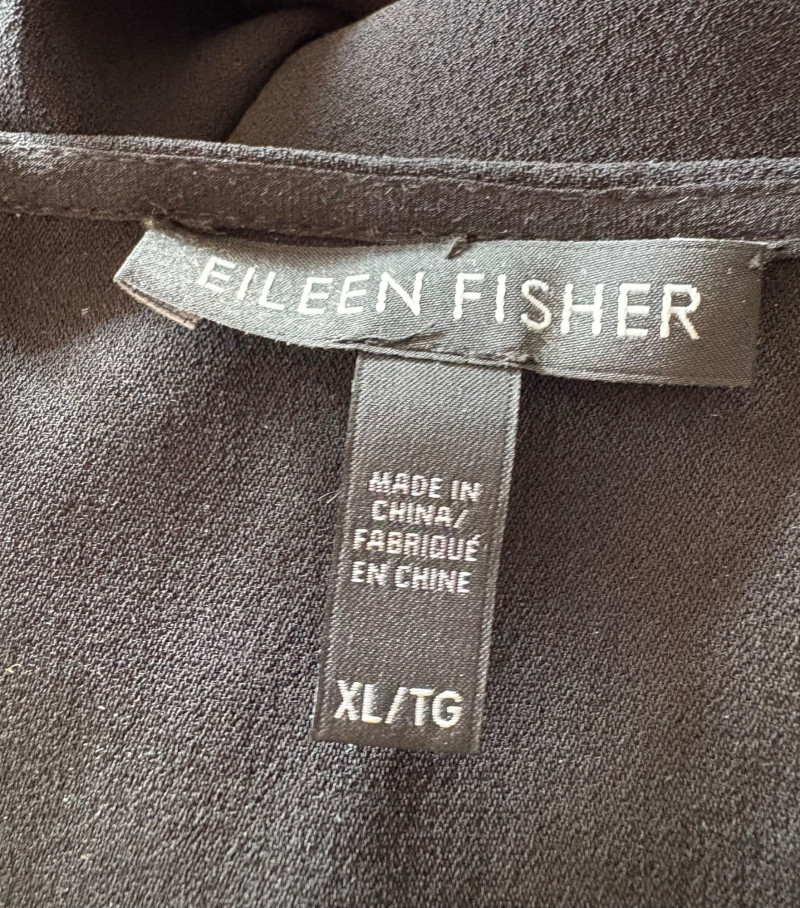 EILEEN FISHER
MADE IN
CHINA/
FABRIQUÉ
EN CHINE
XL/TG